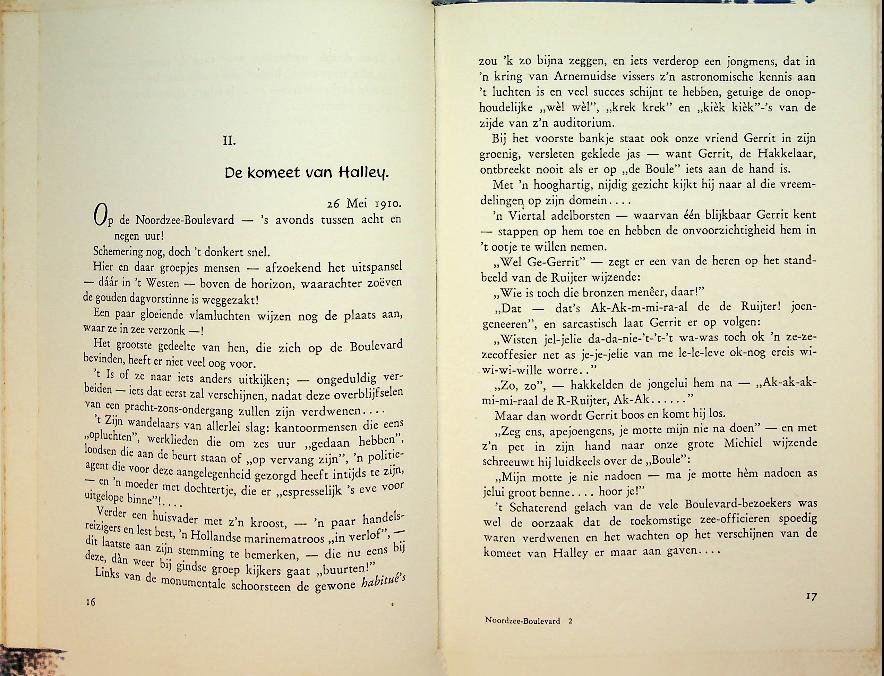 II.
De komeet van Halley.
26 Mei 1910.
Op de Noordzee-Boulevard — 's avonds tussen acht en
negen uur!
Schemering nog, doch 't donkert snel.
Hier en daar groepjes mensen — afzoekend het uitspansel
— dáár in 't Westen — boven de horizon, waarachter zoëven
de gouden dagvorstinne is weggezakt!
Een paar gloeiende vlamluchten wijzen nog de plaats aan,
waar ze in zee verzonk —!
Het grootste gedeelte van hen, die zich op de Boulevard
bevinden, heeft er niet veel oog voor.
't Is of ze naar iets anders uitkijken; — ongeduldig ver-
beiden — iets dat eerst zal verschijnen, nadat deze overblijfselen
van een pracht-zons-ondergang zullen zijn verdwenen....
't Zijn wandelaars van allerlei slag: kantoormensen die eens
„opluchten”, werklieden die om zes uur „gedaan hebben”,
loodsen die aan de beurt staan of „op vervang zijn”, 'n politie-
agent die voor deze aangelegenheid gezorgd heeft intijds te zijn,
— en 'n moeder met dochtertje, die er „espresselijk 's eve voor
uitgelope binne”!....
Verder een huisvader met z'n kroost, — 'n paar handels-
reizigers en lest best, 'n Hollandse marinematroos „in verlof”, —
dit laatste aan zijn stemming te bemerken, — die nu eens bij
deze, dàn weer bij gindse groep kijkers gaat „buurten!”
Links van de monumentale schoorsteen de gewone habitué's
16
zou 'k zo bijna zeggen, en iets verderop een jongmens, dat in
'n kring van Arnemuidse vissers z'n astronomische kennis aan
't luchten is en veel succes schijnt te hebben, getuige de onop-
houdelijke „wèl wèl”, „krek krek” en „kièk kièk”-'s van de
zijde van z'n auditorium.
Bij het voorste bankje staat ook onze vriend Gerrit in zijn
groenig, versleten geklede jas — want Gerrit, de Hakkelaar,
ontbreekt nooit als er op „de Boule” iets aan de hand is.
Met 'n hooghartig, nijdig gezicht kijkt hij naar al die vreem-
delingen op zijn domein....
'n Viertal adelborsten — waarvan één blijkbaar Gerrit kent
— stappen op hem toe en hebben de onvoorzichtigheid hem in
't ootje te willen nemen.
„Wel Ge-Gerrit” — zegt er een van de heren op het stand-
beeld van de Ruijter wijzende:
„Wie is toch die bronzen menêer, daar!”
„Dat — dat's Ak-Ak-m-mi-ra-al de de Ruijter! joen-
geneeren”, en sarcastisch laat Gerrit er op volgen:
„Wisten jel-jelie da-da-nie-'t-'t-'t wa-was toch ok 'n ze-ze-
zeeoffesier net as je-je-jelie van me le-le-leve ok-nog ereis wi-
wi-wi-wille worre..”
„Zo, zo”, — hakkelden de jongelui hem na — „Ak-ak-ak-
mi-mi-raal de R-Ruijter, Ak-Ak......”
Maar dan wordt Gerrit boos en komt hij los.
„Zeg ens, apejoengens, je motte mijn nie na doen” — en met
z'n pet in zijn hand naar onze grote Michiel wijzende
schreeuwt hij luidkeels over de „Boule”:
„Mijn motte je nie nadoen — ma je motte hèm nadoen as
jelui groot benne.... hoor je!”
't Schaterend gelach van de vele Boulevard-bezoekers was
wel de oorzaak dat de toekomstige zee-officieren spoedig
waren verdwenen en het wachten op het verschijnen van de
komeet van Halley er maar aan gaven....
17
Noordzee-Boulevard 2